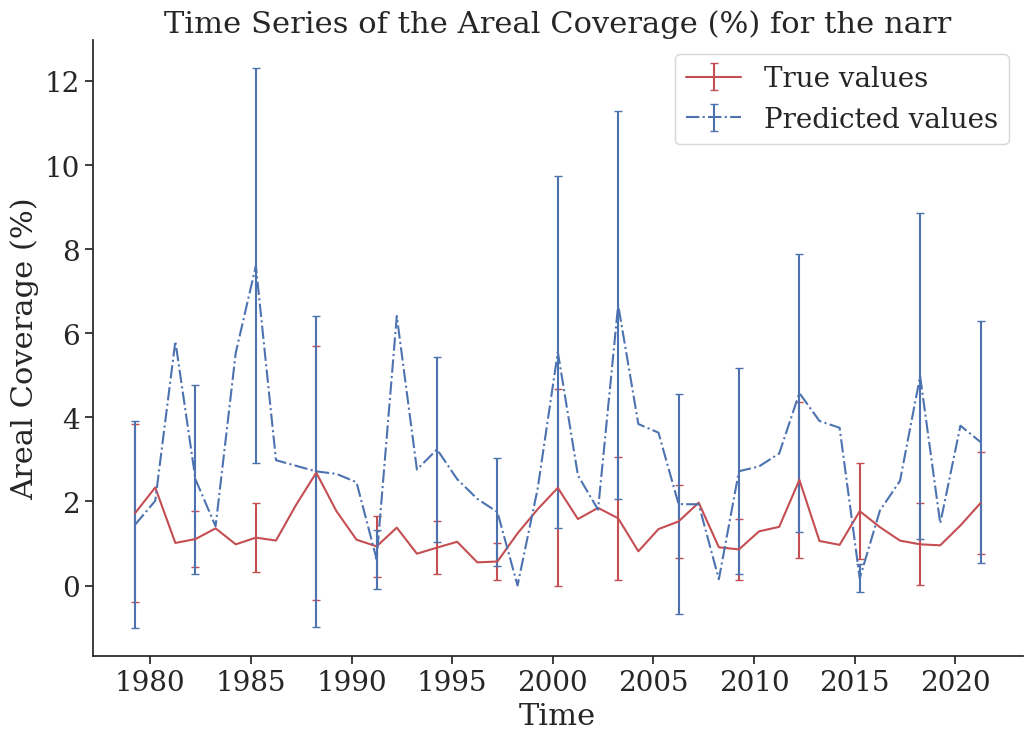 Time Series of the Areal Coverage (%) for the narr
True values
Predicted values
Areal Coverage (%)
12
10
8
6
4
2
0
1980 1985 1990 1995 2000 2005 2010 2015 2020
Time